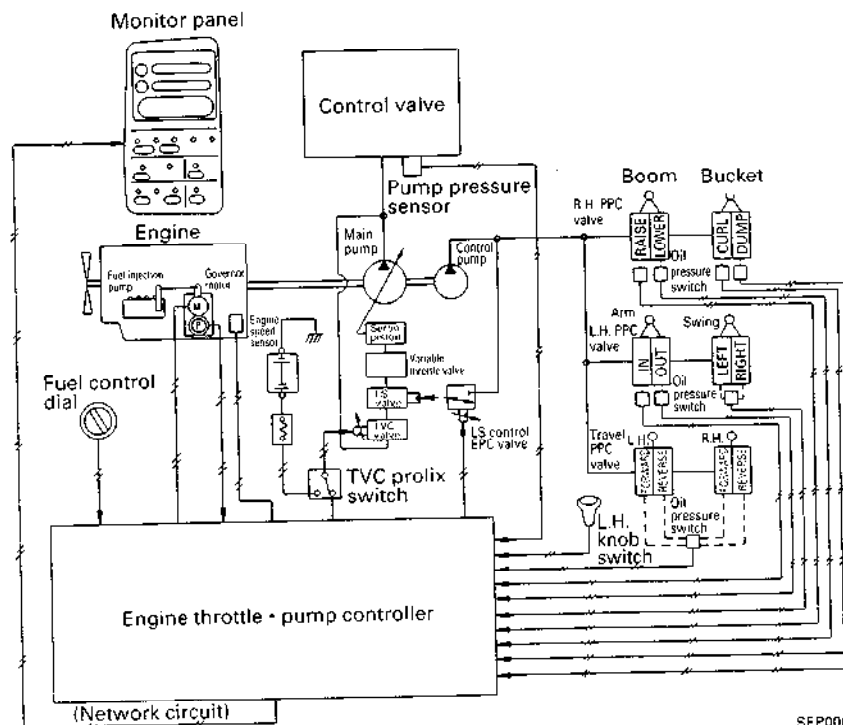 Monitor panel
Control valve
Pump pressure
sensor
Boom
Bucket
R.H. PPC
valve
RAISE
LOWER
CURL
DUMP
Oil
pressure
switch
Engine
Main
pump
Control
pump
Fuel injection
pump
Governor
motor
M
P
Engine
speed
sensor
Servo
piston
Variable
LS valve
TVC
valve
LS control
EPC valve
Arm
L.H. PPC
valve
Swing
IN
OUT
LEFT
RIGHT
Oil
pressure
switch
Fuel control
dial
TVC prolix
switch
Travel
PPC
valve
L.H.
R.H.
FORWARD
REVERSE
FORWARD
REVERSE
Oil
pressure
switch
L.H.
knob
switch
Engine throttle • pump controller
(Network circuit)